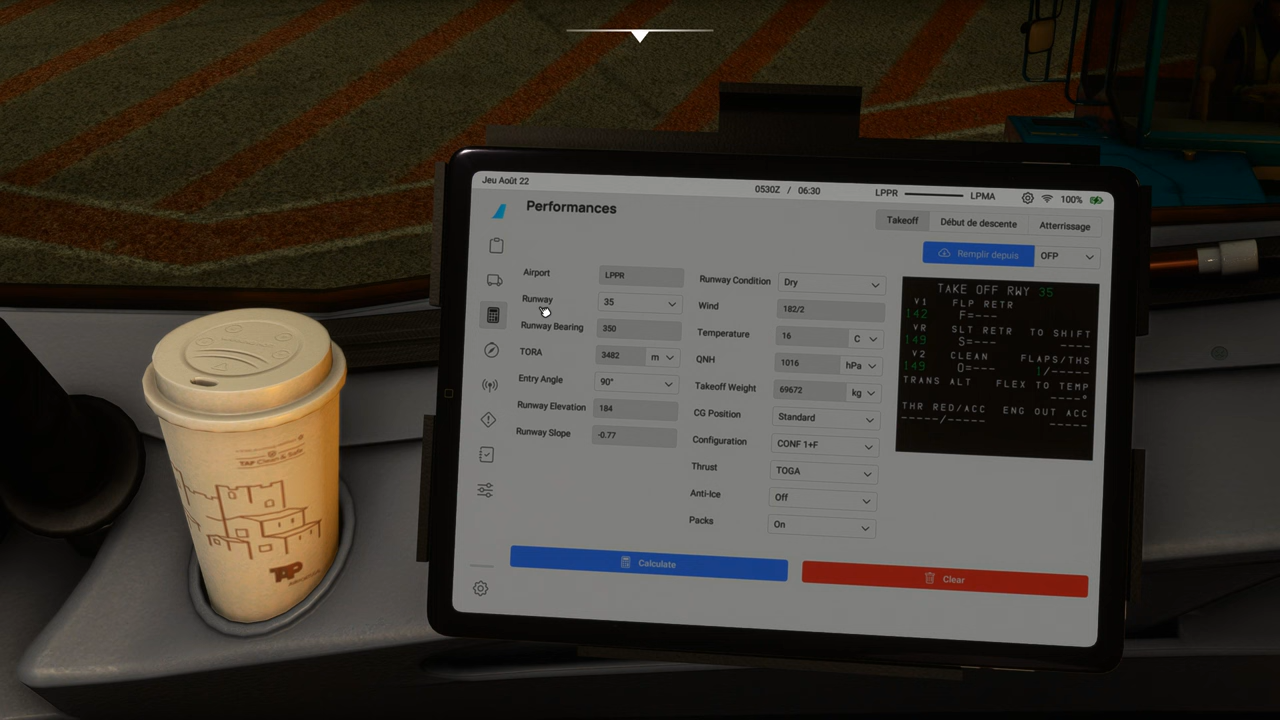 Jeu Août 22
0530Z / 06:30
LPPR
LPMA
100%
Performances
Takeoff
Début de descente
Atterrissage
Remplir depuis
OFP
Airport
LPPR
Runway
35
Runway Bearing
350
TORA
3482
m
Entry Angle
90°
Runway Elevation
184
Runway Slope
-0.77
Runway Condition
Dry
Wind
182/2
Temperature
16
C
QNH
1016
hPa
Takeoff Weight
69672
kg
CG Position
Standard
Configuration
CONF 1+F
Thrust
TOGA
Anti-Ice
Off
Packs
On
TAKE OFF RWY 35
V1 FLP RETR
142 F=---
VR SLT RETR TO SHIFT
149 S=--- ----
V2 CLEAN FLAPS/THS
149 O=--- 1/-----
TRANS ALT FLEX TO TEMP
----°
THR RED/ACC ENG OUT ACC
-----/----- -----
Calculate
Clear
TAP Clean & Safe
TAP